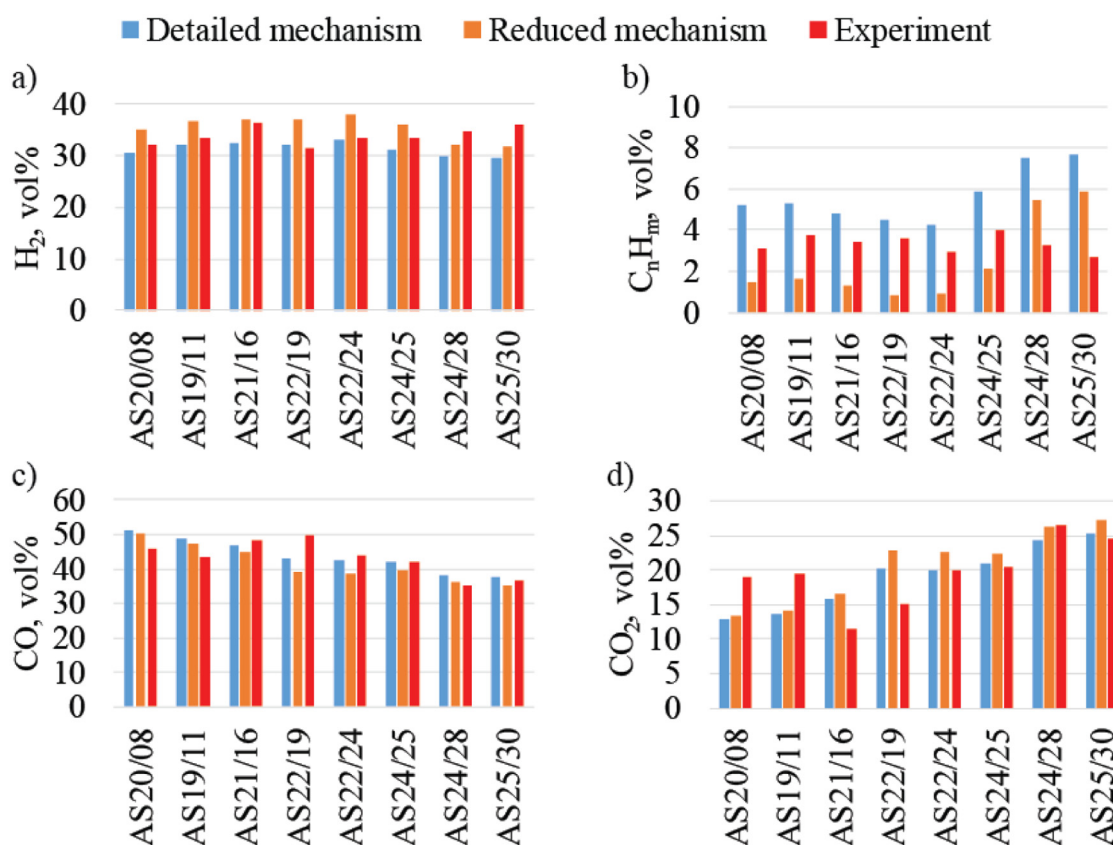 Detailed mechanism Reduced mechanism Experiment
a)
H2, vol%
40
30
20
10
0
AS20/08
AS19/11
AS21/16
AS22/19
AS22/24
AS24/25
AS24/28
AS25/30
b)
CnHm, vol%
10
8
6
4
2
0
AS20/08
AS19/11
AS21/16
AS22/19
AS22/24
AS24/25
AS24/28
AS25/30
c)
CO, vol%
60
50
40
30
20
10
0
AS20/08
AS19/11
AS21/16
AS22/19
AS22/24
AS24/25
AS24/28
AS25/30
d)
CO2, vol%
30
25
20
15
10
5
0
AS20/08
AS19/11
AS21/16
AS22/19
AS22/24
AS24/25
AS24/28
AS25/30